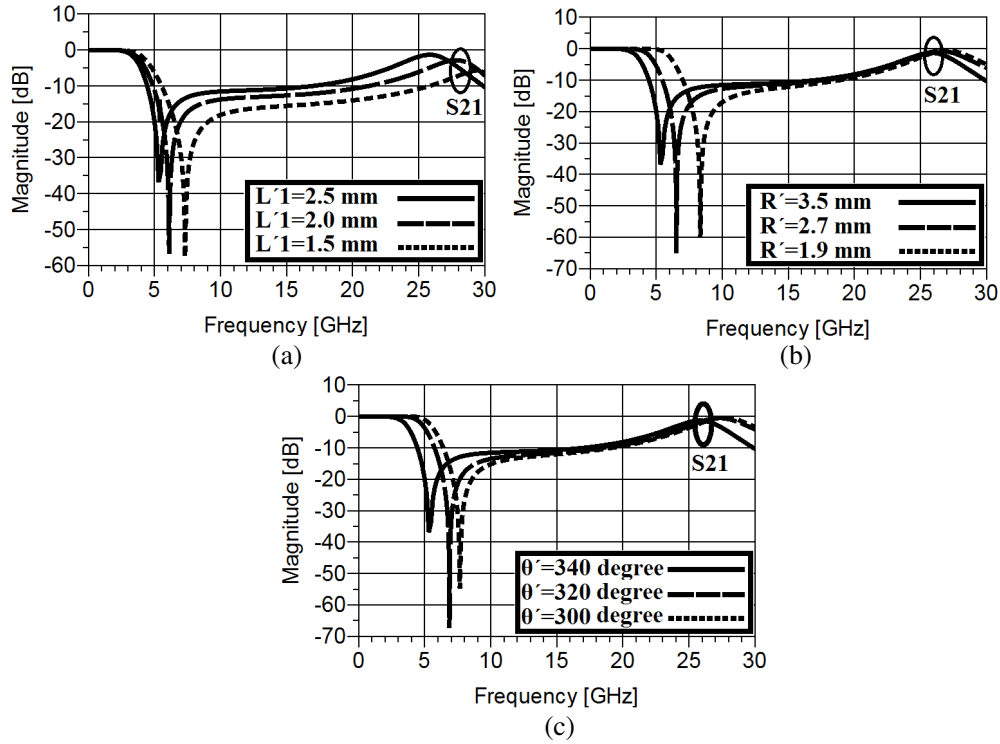 10
0
-10
-20
-30
-40
-50
-60
Magnitude [dB]
S21
L´1=2.5 mm
L´1=2.0 mm
L´1=1.5 mm
0 5 10 15 20 25 30
Frequency [GHz]
(a)
10
0
-10
-20
-30
-40
-50
-60
-70
Magnitude [dB]
S21
R´=3.5 mm
R´=2.7 mm
R´=1.9 mm
0 5 10 15 20 25 30
Frequency [GHz]
(b)
10
0
-10
-20
-30
-40
-50
-60
-70
Magnitude [dB]
S21
θ´=340 degree
θ´=320 degree
θ´=300 degree
0 5 10 15 20 25 30
Frequency [GHz]
(c)